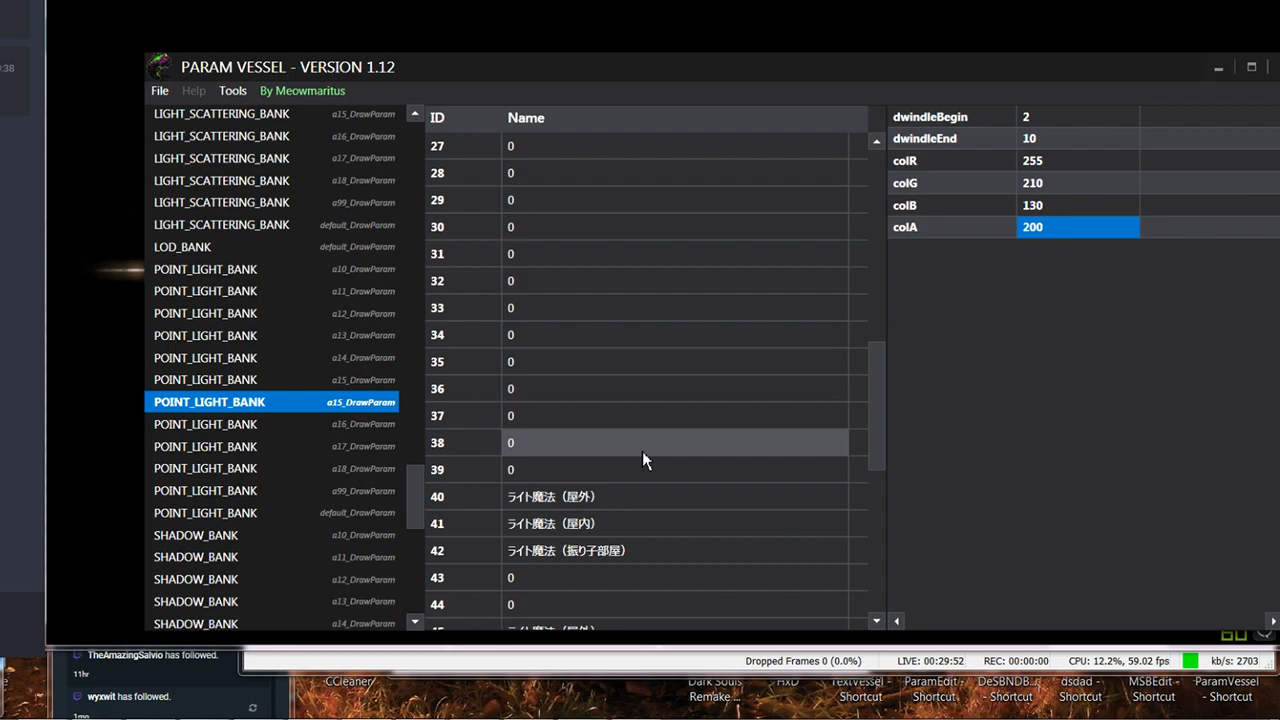 PARAM VESSEL - VERSION 1.12
File Help Tools By Meowmaritus
LIGHT_SCATTERING_BANK a15_DrawParam
LIGHT_SCATTERING_BANK a16_DrawParam
LIGHT_SCATTERING_BANK a17_DrawParam
LIGHT_SCATTERING_BANK a18_DrawParam
LIGHT_SCATTERING_BANK a99_DrawParam
LIGHT_SCATTERING_BANK default_DrawParam
LOD_BANK default_DrawParam
POINT_LIGHT_BANK a10_DrawParam
POINT_LIGHT_BANK a11_DrawParam
POINT_LIGHT_BANK a12_DrawParam
POINT_LIGHT_BANK a13_DrawParam
POINT_LIGHT_BANK a14_DrawParam
POINT_LIGHT_BANK a15_DrawParam
POINT_LIGHT_BANK a15_DrawParam
POINT_LIGHT_BANK a16_DrawParam
POINT_LIGHT_BANK a17_DrawParam
POINT_LIGHT_BANK a18_DrawParam
POINT_LIGHT_BANK a99_DrawParam
POINT_LIGHT_BANK default_DrawParam
SHADOW_BANK a10_DrawParam
SHADOW_BANK a11_DrawParam
SHADOW_BANK a12_DrawParam
SHADOW_BANK a13_DrawParam
SHADOW_BANK a14_DrawParam
ID Name
27 0
28 0
29 0
30 0
31 0
32 0
33 0
34 0
35 0
36 0
37 0
38 0
39 0
40 ライト魔法（屋外）
41 ライト魔法（屋内）
42 ライト魔法（振り子部屋）
43 0
44 0
dwindleBegin 2
dwindleEnd 10
colR 255
colG 210
colB 130
colA 200
TheAmazingSalvio has followed.
11hr
wyxwit has followed.
1mo
Dropped Frames 0 (0.0%) LIVE: 00:29:52 REC: 00:00:00 CPU: 12.2%, 59.02 fps kb/s: 2703
CCleaner
Dark Souls
Remake ...
HxD
TextVessel -
Shortcut
ParamEdit -
Shortcut
DeSBNDB...
- Shortcut
dsdad -
Shortcut
MSBEdit -
Shortcut
ParamVessel
- Shortcut